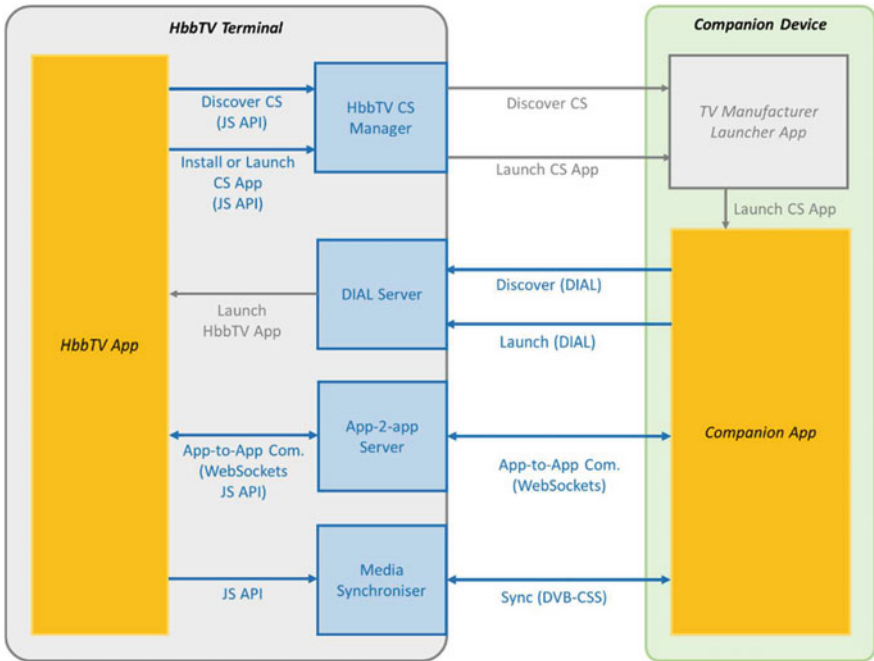 HbbTV Terminal
Companion Device
HbbTV App
Discover CS
(JS API)
Install or Launch
CS App
(JS API)
HbbTV CS
Manager
Discover CS
Launch CS App
TV Manufacturer
Launcher App
Launch CS App
Launch
HbbTV App
DIAL Server
Discover (DIAL)
Launch (DIAL)
Companion App
App-to-App Com.
(WebSockets
JS API)
App-2-app
Server
App-to-App Com.
(WebSockets)
JS API
Media
Synchroniser
Sync (DVB-CSS)